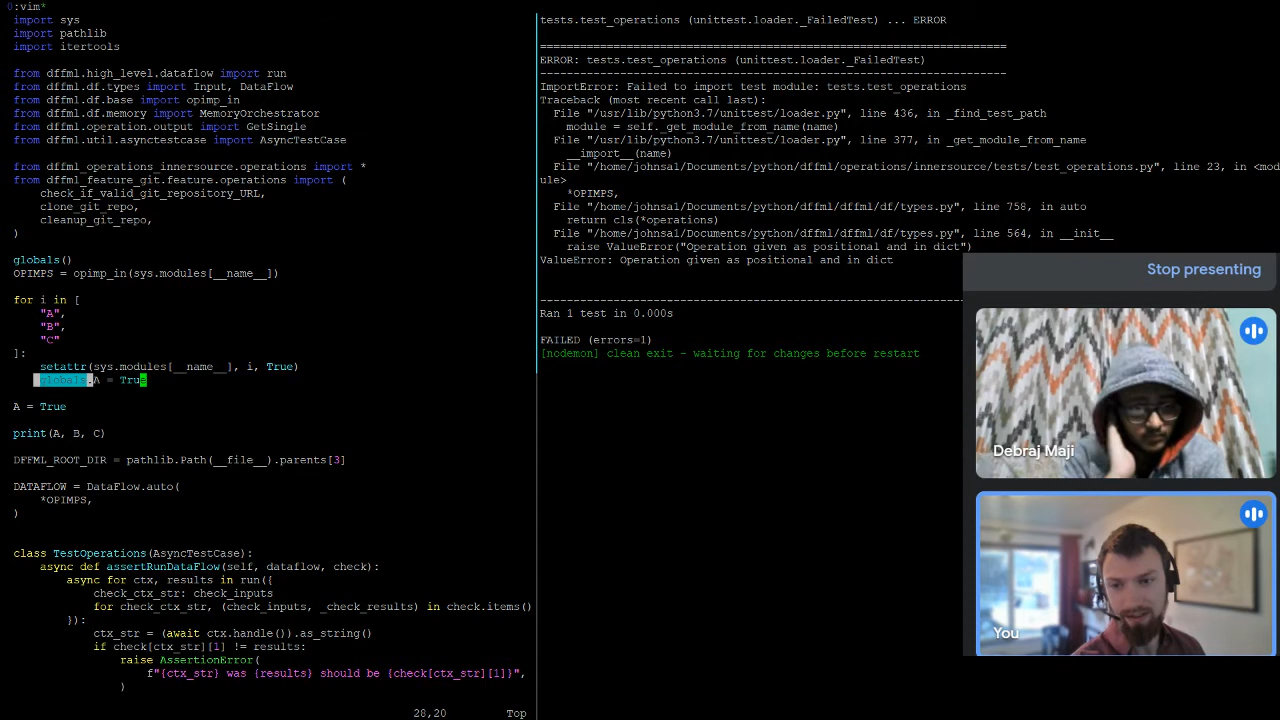 0:vim*
import sys
import pathlib
import itertools
from dffml.high_level.dataflow import run
from dffml.df.types import Input, DataFlow
from dffml.df.base import opimp_in
from dffml.df.memory import MemoryOrchestrator
from dffml.operation.output import GetSingle
from dffml.util.asynctestcase import AsyncTestCase
from dffml_operations_innersource.operations import *
from dffml_feature_git.feature.operations import (
check_if_valid_git_repository_URL,
clone_git_repo,
cleanup_git_repo,
)
globals()
OPIMPS = opimp_in(sys.modules[__name__])
for i in [
"A",
"B",
"C"
]:
setattr(sys.modules[__name__], i, True)
globals.A = True
A = True
print(A, B, C)
DFFML_ROOT_DIR = pathlib.Path(__file__).parents[3]
DATAFLOW = DataFlow.auto(
*OPIMPS,
)
class TestOperations(AsyncTestCase):
async def assertRunDataFlow(self, dataflow, check):
async for ctx, results in run({
check_ctx_str: check_inputs
for check_ctx_str, (check_inputs, _check_results) in check.items()
}):
ctx_str = (await ctx.handle()).as_string()
if check[ctx_str][1] != results:
raise AssertionError(
f"{ctx_str} was {results} should be {check[ctx_str][1]}",
)
28,20 Top
tests.test_operations (unittest.loader._FailedTest) ... ERROR
======================================================================
ERROR: tests.test_operations (unittest.loader._FailedTest)
----------------------------------------------------------------------
ImportError: Failed to import test module: tests.test_operations
Traceback (most recent call last):
File "/usr/lib/python3.7/unittest/loader.py", line 436, in _find_test_path
module = self._get_module_from_name(name)
File "/usr/lib/python3.7/unittest/loader.py", line 377, in _get_module_from_name
__import__(name)
File "/home/johnsa1/Documents/python/dffml/operations/innersource/tests/test_operations.py", line 23, in <mod
ule>
*OPIMPS,
File "/home/johnsa1/Documents/python/dffml/dffml/df/types.py", line 758, in auto
return cls(*operations)
File "/home/johnsa1/Documents/python/dffml/dffml/df/types.py", line 564, in __init__
raise ValueError("Operation given as positional and in dict")
ValueError: Operation given as positional and in dict
----------------------------------------------------------------------
Ran 1 test in 0.000s
FAILED (errors=1)
[nodemon] clean exit - waiting for changes before restart
Stop presenting
Debraj Maji
You